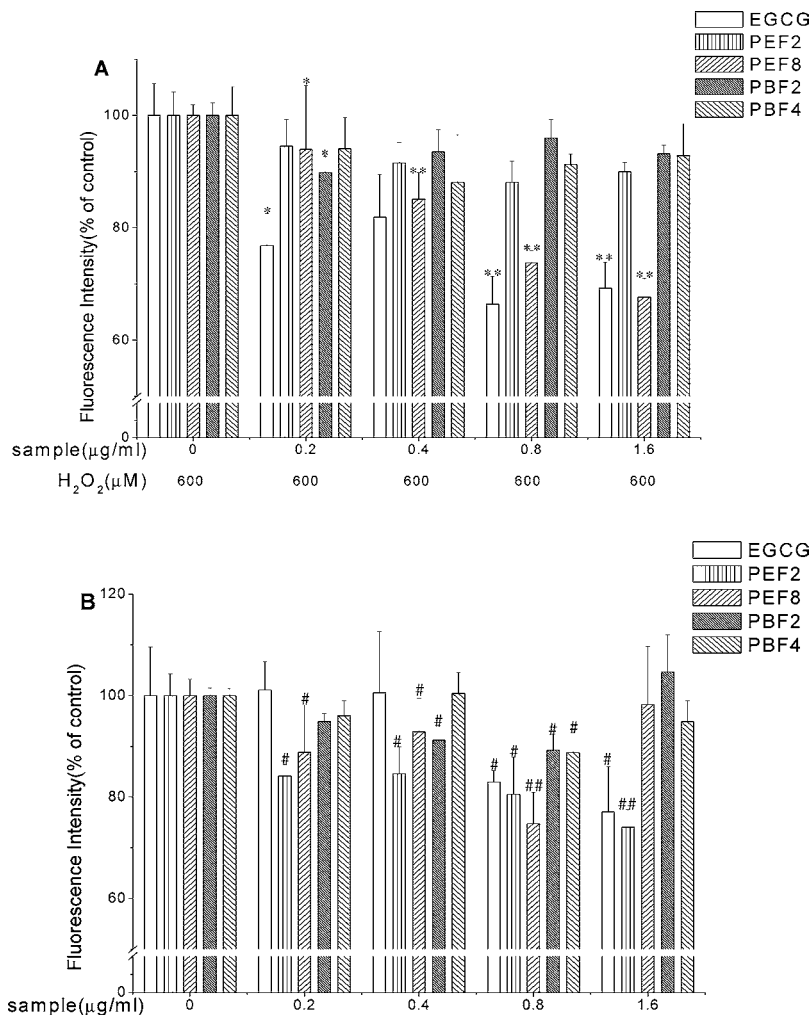 EGCG
PEF2
PEF8
PBF2
PBF4
A
Fluorescence Intensity(% of control)
100
80
60
0
* * *
**
** **
** **
sample(μg/ml) 0 0.2 0.4 0.8 1.6
H2O2(μM) 600 600 600 600 600
EGCG
PEF2
PEF8
PBF2
PBF4
B
Fluorescence Intensity(% of control)
120
100
80
60
0
# #
# # #
# # ## # #
# ##
sample(μg/ml) 0 0.2 0.4 0.8 1.6